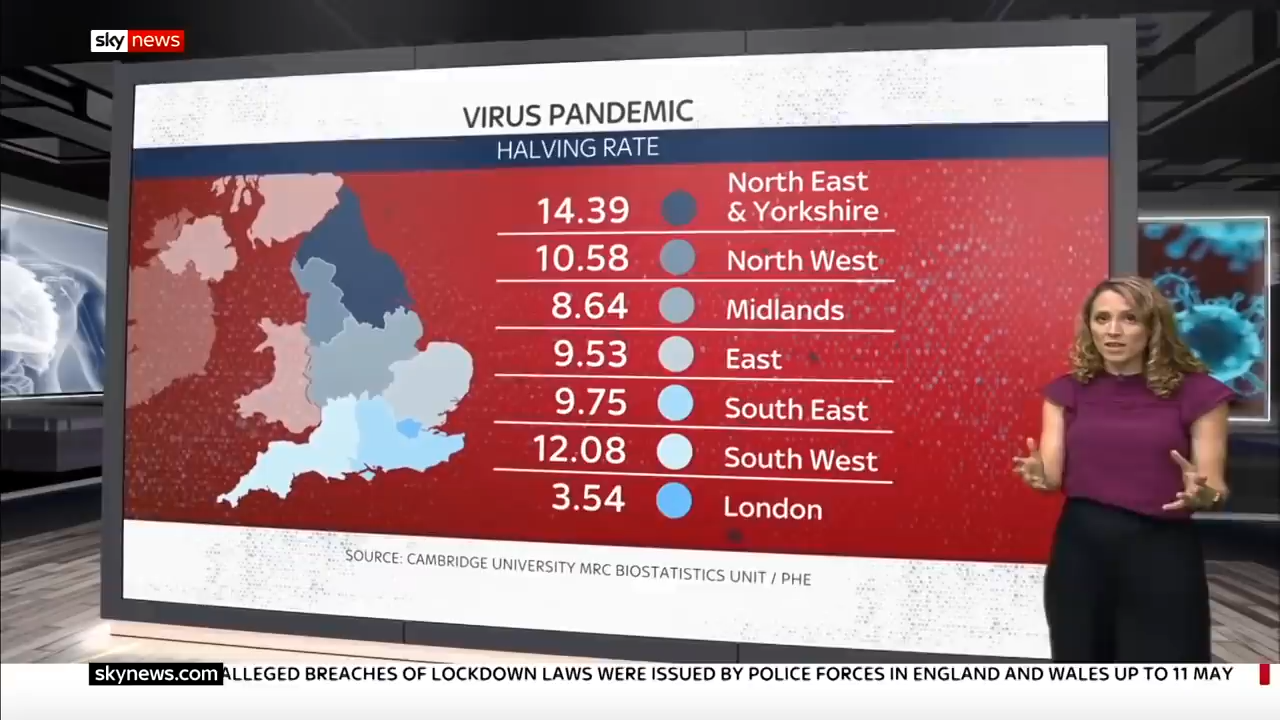 sky news
VIRUS PANDEMIC
HALVING RATE
14.39 North East
& Yorkshire
10.58 North West
8.64 Midlands
9.53 East
9.75 South East
12.08 South West
3.54 London
SOURCE: CAMBRIDGE UNIVERSITY MRC BIOSTATISTICS UNIT / PHE
skynews.com ALLEGED BREACHES OF LOCKDOWN LAWS WERE ISSUED BY POLICE FORCES IN ENGLAND AND WALES UP TO 11 MAY